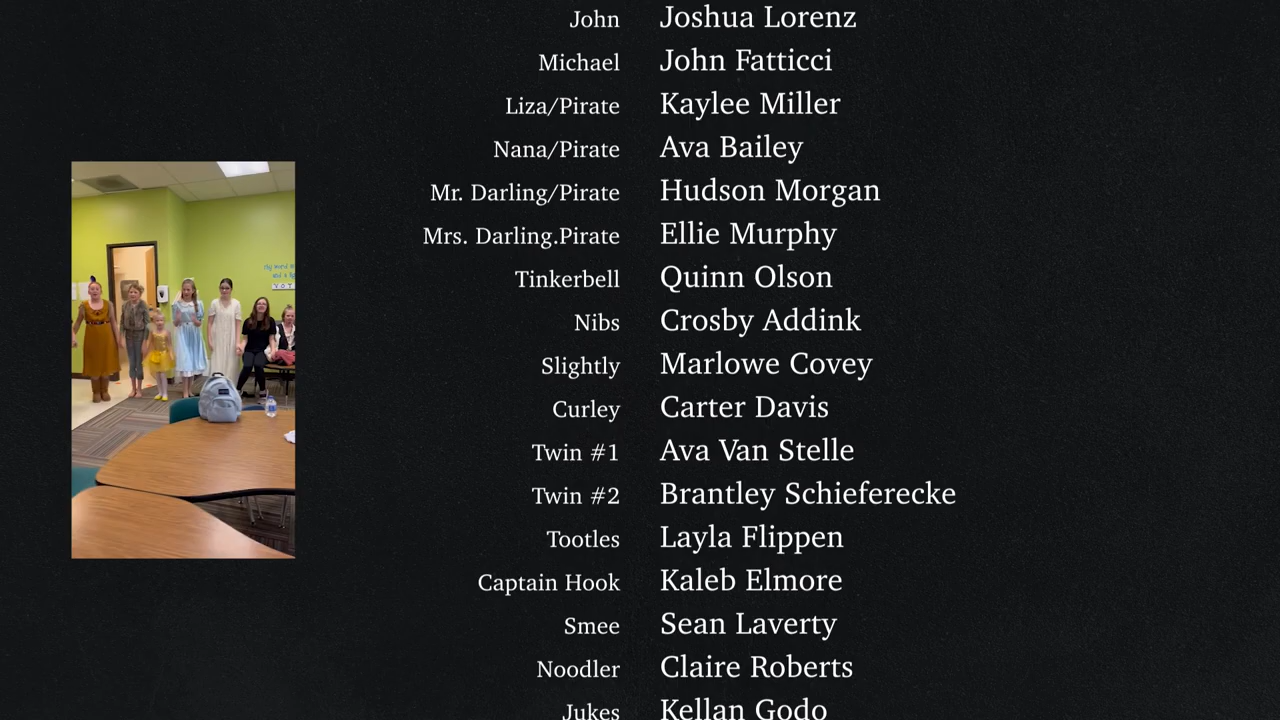 John Joshua Lorenz
Michael John Fatticci
Liza/Pirate Kaylee Miller
Nana/Pirate Ava Bailey
Mr. Darling/Pirate Hudson Morgan
Mrs. Darling.Pirate Ellie Murphy
Tinkerbell Quinn Olson
Nibs Crosby Addink
Slightly Marlowe Covey
Curley Carter Davis
Twin #1 Ava Van Stelle
Twin #2 Brantley Schieferecke
Tootles Layla Flippen
Captain Hook Kaleb Elmore
Smee Sean Laverty
Noodler Claire Roberts
Jukes Kellan Godo
VOT